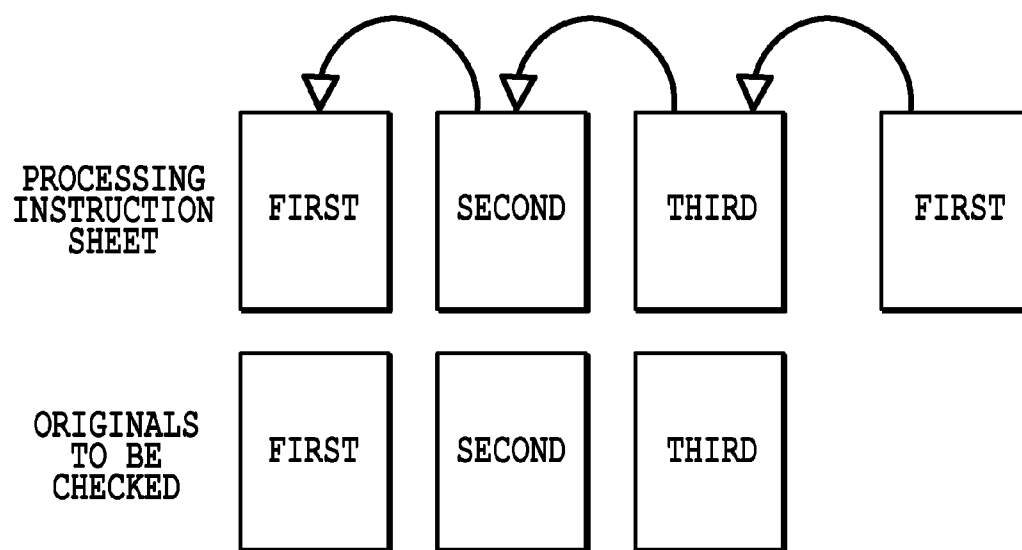 PROCESSING
INSTRUCTION
SHEET
FIRST
SECOND
THIRD
FIRST
ORIGINALS
TO BE
CHECKED
FIRST
SECOND
THIRD